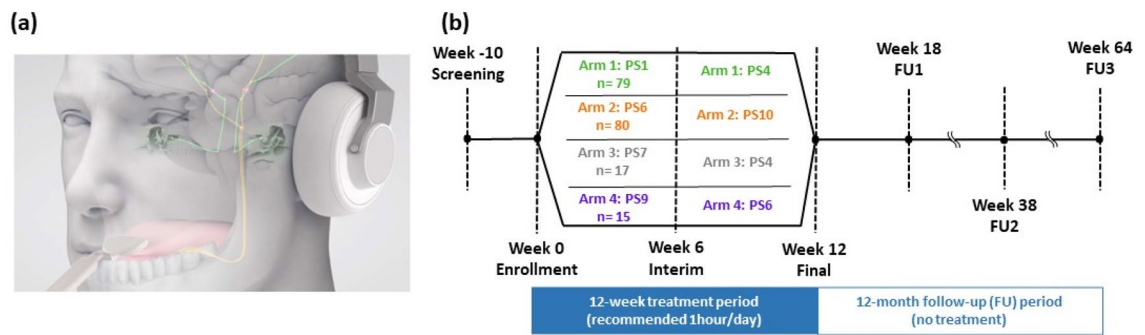 (a)
(b)
Week -10
Screening
Arm 1: PS1
n= 79
Arm 1: PS4
Arm 2: PS6
n= 80
Arm 2: PS10
Arm 3: PS7
n= 17
Arm 3: PS4
Arm 4: PS9
n= 15
Arm 4: PS6
Week 18
FU1
Week 64
FU3
Week 38
FU2
Week 0
Enrollment
Week 6
Interim
Week 12
Final
12-week treatment period
(recommended 1hour/day)
12-month follow-up (FU) period
(no treatment)